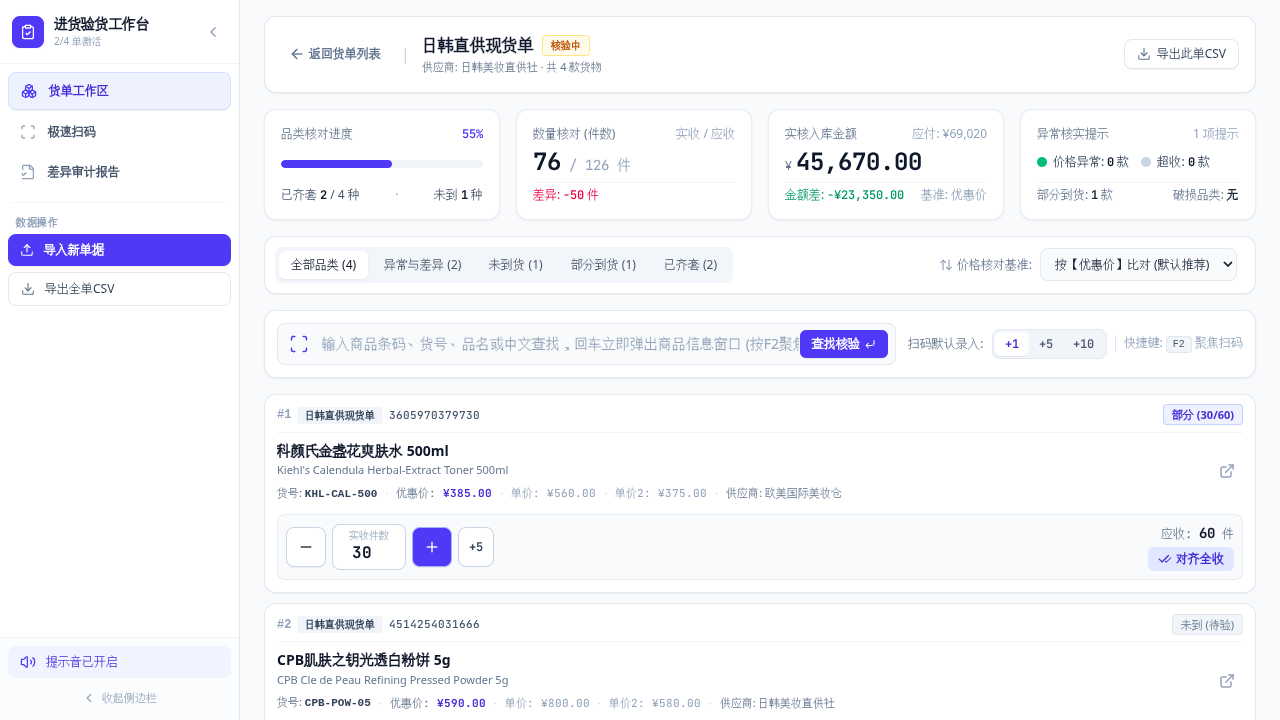 进货验货工作台
2/4 单激活
货单工作区
极速扫码
差异审计报告
数据操作
导入新单据
导出全单CSV
提示音已开启
收起侧边栏
返回货单列表
日韩直供现货单 核验中
供应商: 日韩美妆直供社 · 共 4 款货物
导出此单CSV
品类核对进度 55%
已齐套 2 / 4 种 · 未到 1 种
数量核对 (件数) 实收 / 应收
76 / 126 件
差异: -50 件
实核入库金额 应付: ¥69,020
¥ 45,670.00
金额差: -¥23,350.00 基准: 优惠价
异常核实提示 1 项提示
价格异常: 0 款 超收: 0 款
部分到货: 1 款 破损品类: 无
全部品类 (4) 异常与差异 (2) 未到货 (1) 部分到货 (1) 已齐套 (2)
价格核对基准: 按【优惠价】比对 (默认推荐)
输入商品条码、货号、品名或中文查找，回车立即弹出商品信息窗口 (按F2聚焦
查找核验
扫码默认录入: +1 +5 +10 快捷键: F2 聚焦扫码
#1 日韩直供现货单 3605970379730 部分 (30/60)
科颜氏金盏花爽肤水 500ml
Kiehl's Calendula Herbal-Extract Toner 500ml
货号: KHL-CAL-500 · 优惠价: ¥385.00 · 单价: ¥560.00 · 单价2: ¥375.00 · 供应商: 欧美国际美妆仓
实收件数
30
+5
应收: 60 件
对齐全收
#2 日韩直供现货单 4514254031666 未到 (待验)
CPB肌肤之钥光透白粉饼 5g
CPB Cle de Peau Refining Pressed Powder 5g
货号: CPB-POW-05 · 优惠价: ¥590.00 · 单价: ¥800.00 · 单价2: ¥580.00 · 供应商: 日韩美妆直供社